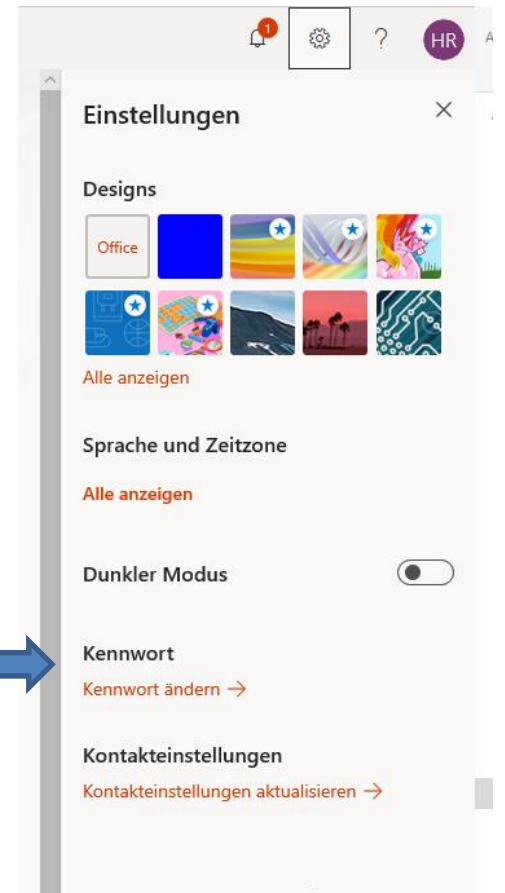 1
?
HR
A
Einstellungen
Designs
Office
Alle anzeigen
Sprache und Zeitzone
Alle anzeigen
Dunkler Modus
Kennwort
Kennwort ändern →
Kontakteinstellungen
Kontakteinstellungen aktualisieren →